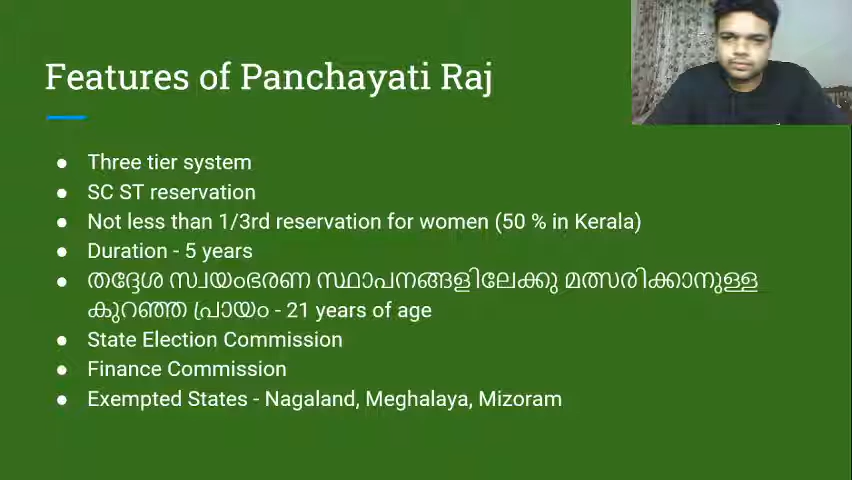 Features of Panchayati Raj
● Three tier system
● SC ST reservation
● Not less than 1/3rd reservation for women (50 % in Kerala)
● Duration - 5 years
● തദ്ദേശ സ്വയംഭരണ സ്ഥാപനങ്ങളിലേക്കു മത്സരിക്കാനുള്ള
കുറഞ്ഞ പ്രായം - 21 years of age
● State Election Commission
● Finance Commission
● Exempted States - Nagaland, Meghalaya, Mizoram